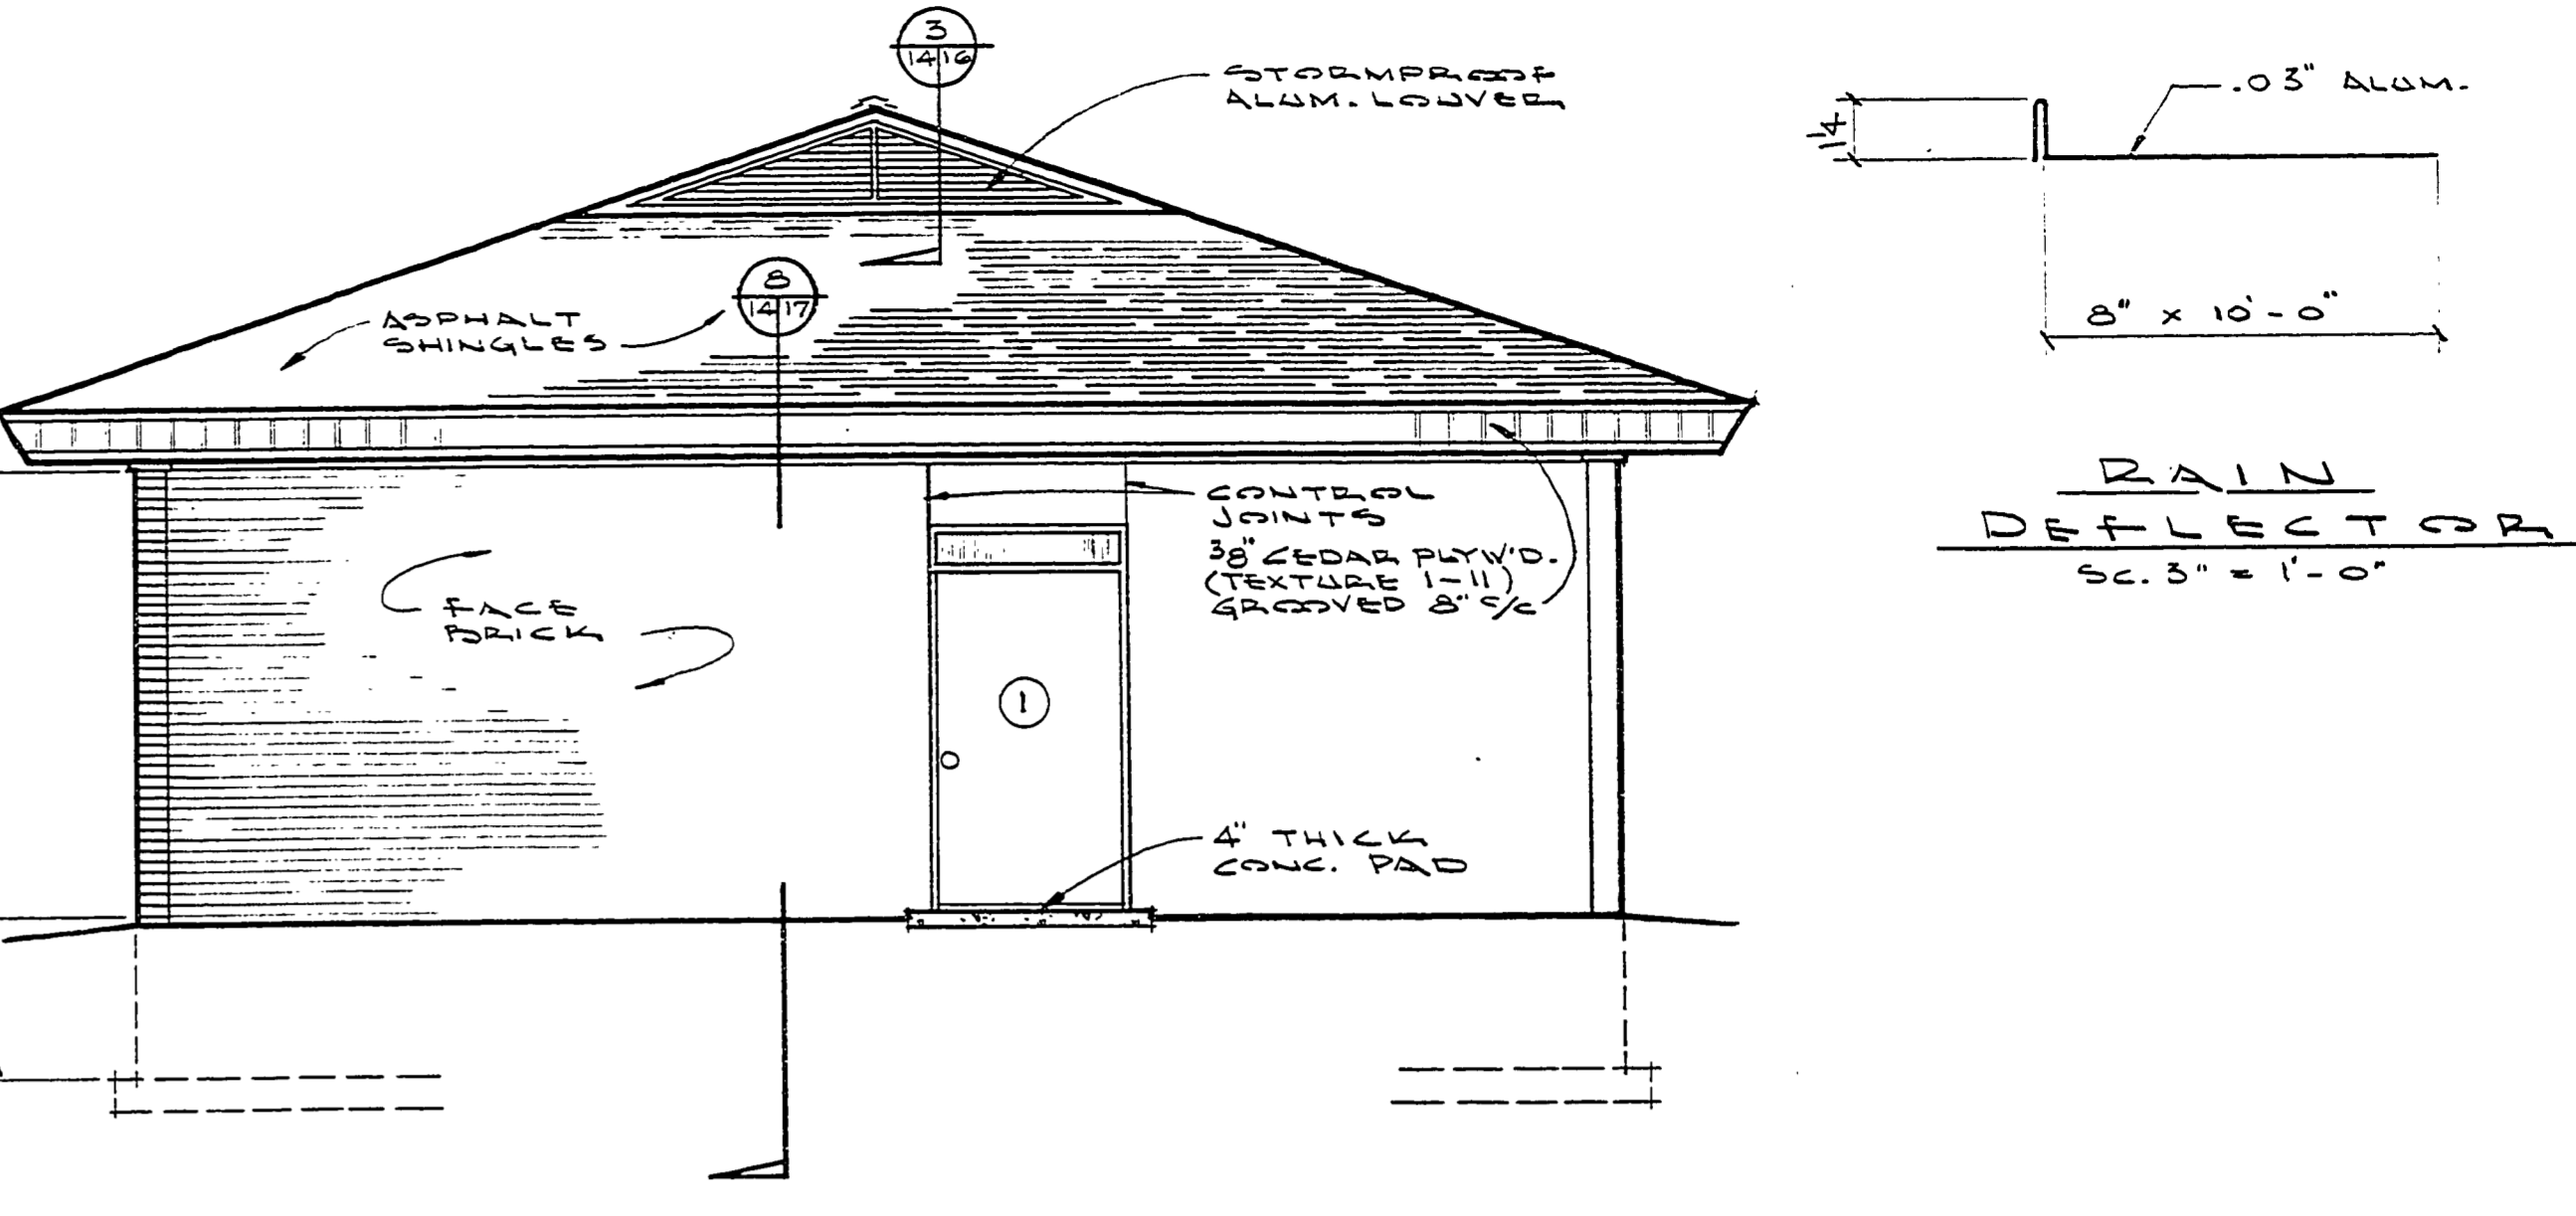 3
14 16
STORMPROOF
ALUM. LOUVER
8
14 17
ASPHALT
SHINGLES
CONTROL
JOINTS
38" CEDAR PLYW'D.
(TEXTURE 1-11)
GROOVED 8" C/C
FACE
BRICK
1
4" THICK
CONC. PAD
.03" ALUM.
1 1/4
8" x 10'-0"
RAIN
DEFLECTOR
SC. 3" = 1'-0"